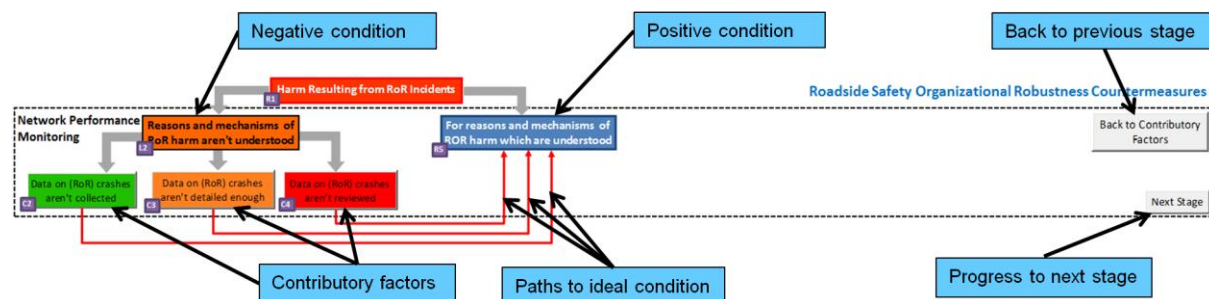 Negative condition
Positive condition
Back to previous stage
Harm Resulting from RoR Incidents
R1
Roadside Safety Organizational Robustness Countermeasures
Network Performance
Monitoring
Reasons and mechanisms of
RoR harm aren't understood
L2
For reasons and mechanisms of
ROR harm which are understood
R5
Back to Contributory
Factors
Data on (RoR) crashes
aren't collected
C2
Data on (RoR) crashes
aren't detailed enough
C3
Data on (RoR) crashes
aren't reviewed
C4
Next Stage
Contributory factors
Paths to ideal condition
Progress to next stage